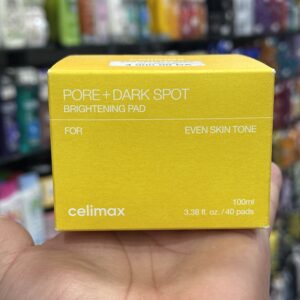 PORE + DARK SPOT
BRIGHTENING PAD
FOR EVEN SKIN TONE
100ml
celimax 3.38 fl. oz. / 40 pads